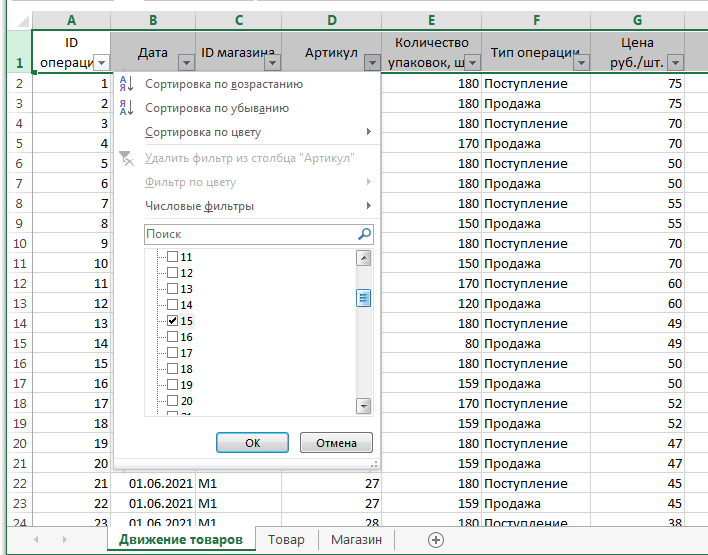 A B C D E F G
1 ID операци Дата ID магазина Артикул Количество упаковок, ш Тип операции Цена руб./шт.
2 1 180 Поступление 75
3 2 180 Продажа 75
4 3 180 Поступление 70
5 4 170 Продажа 70
6 5 180 Поступление 50
7 6 180 Продажа 50
8 7 180 Поступление 55
9 8 150 Продажа 55
10 9 180 Поступление 70
11 10 150 Продажа 70
12 11 170 Поступление 60
13 12 120 Продажа 60
14 13 180 Поступление 49
15 14 80 Продажа 49
16 15 180 Поступление 50
17 16 159 Продажа 50
18 17 170 Поступление 52
19 18 159 Продажа 52
20 19 180 Поступление 47
21 20 159 Продажа 47
22 21 01.06.2021 М1 27 180 Поступление 45
23 22 01.06.2021 М1 27 159 Продажа 45
24 23 01.06.2021 М1 28 180 Поступление 38
Сортировка по возрастанию
Сортировка по убыванию
Сортировка по цвету
Удалить фильтр из столбца "Артикул"
Фильтр по цвету
Числовые фильтры
Поиск
11
12
13
14
15
16
17
18
19
20
ОК Отмена
Движение товаров Товар Магазин